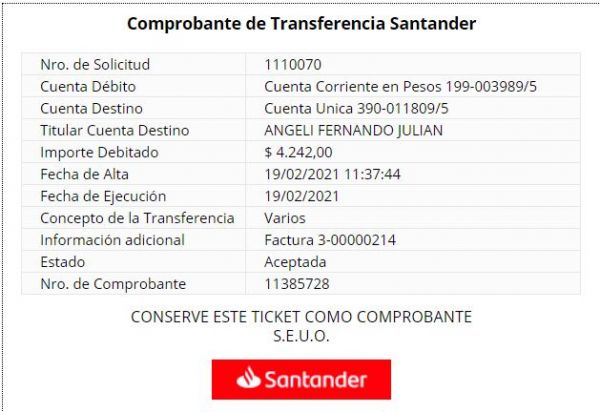 Comprobante de Transferencia Santander
Nro. de Solicitud 1110070
Cuenta Débito Cuenta Corriente en Pesos 199-003989/5
Cuenta Destino Cuenta Unica 390-011809/5
Titular Cuenta Destino ANGELI FERNANDO JULIAN
Importe Debitado $ 4.242,00
Fecha de Alta 19/02/2021 11:37:44
Fecha de Ejecución 19/02/2021
Concepto de la Transferencia Varios
Información adicional Factura 3-00000214
Estado Aceptada
Nro. de Comprobante 11385728
CONSERVE ESTE TICKET COMO COMPROBANTE
S.E.U.O.
Santander